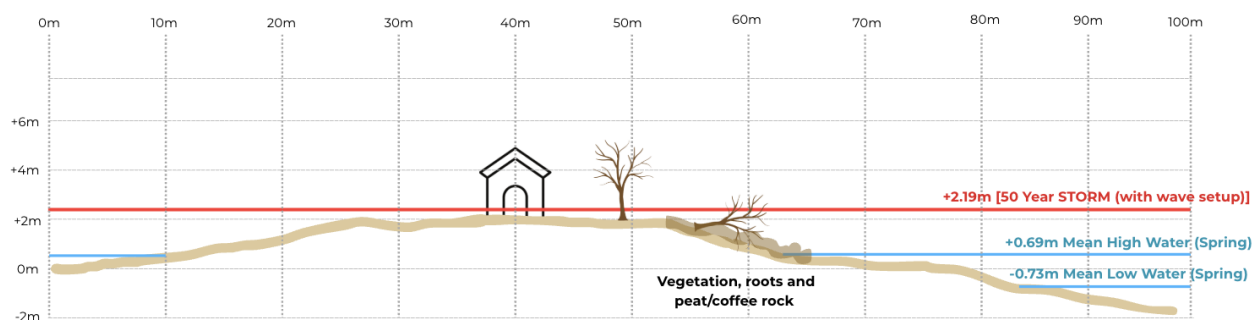 0m 10m 20m 30m 40m 50m 60m 70m 80m 90m 100m
+6m
+4m
+2.19m [50 Year STORM (with wave setup)]
+2m
+0.69m Mean High Water (Spring)
0m
-0.73m Mean Low Water (Spring)
Vegetation, roots and
peat/coffee rock
-2m